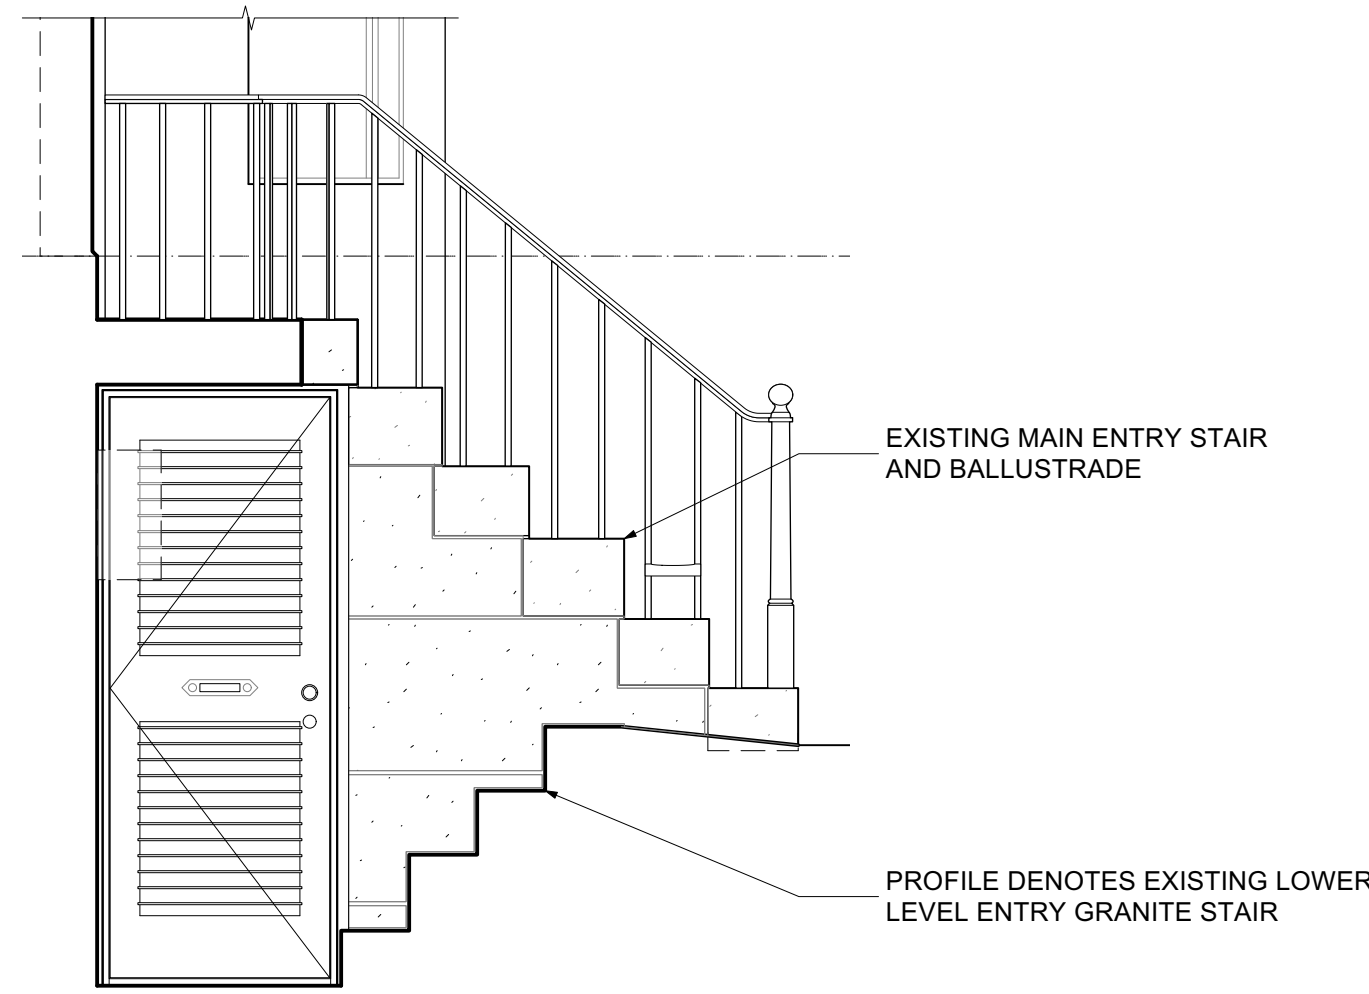 EXISTING MAIN ENTRY STAIR
AND BALLUSTRADE
PROFILE DENOTES EXISTING LOWER
LEVEL ENTRY GRANITE STAIR